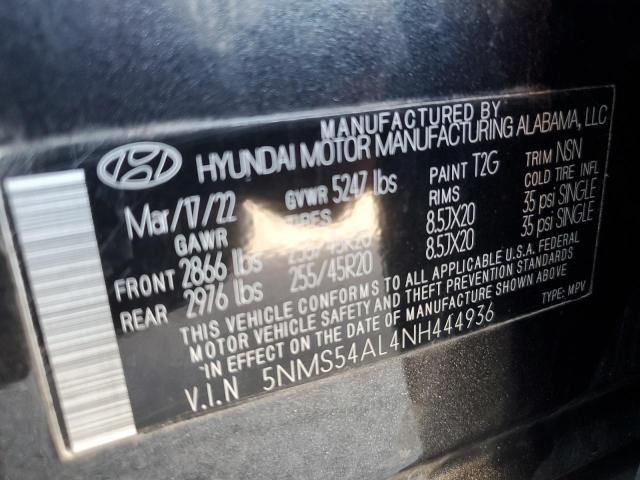 MANUFACTURED BY
HYUNDAI MOTOR MANUFACTURING ALABAMA, LLC
Mar/17/22 GVWR 5247 lbs PAINT T2G TRIM NSN
GAWR TIRES RIMS COLD TIRE INFL
FRONT 2866 lbs 255/45R20 8.5JX20 35 psi SINGLE
REAR 2976 lbs 255/45R20 8.5JX20 35 psi SINGLE
THIS VEHICLE CONFORMS TO ALL APPLICABLE U.S.A. FEDERAL
MOTOR VEHICLE SAFETY AND THEFT PREVENTION STANDARDS
IN EFFECT ON THE DATE OF MANUFACTURE SHOWN ABOVE
TYPE: MPV
V.I.N 5NMS54AL4NH444936